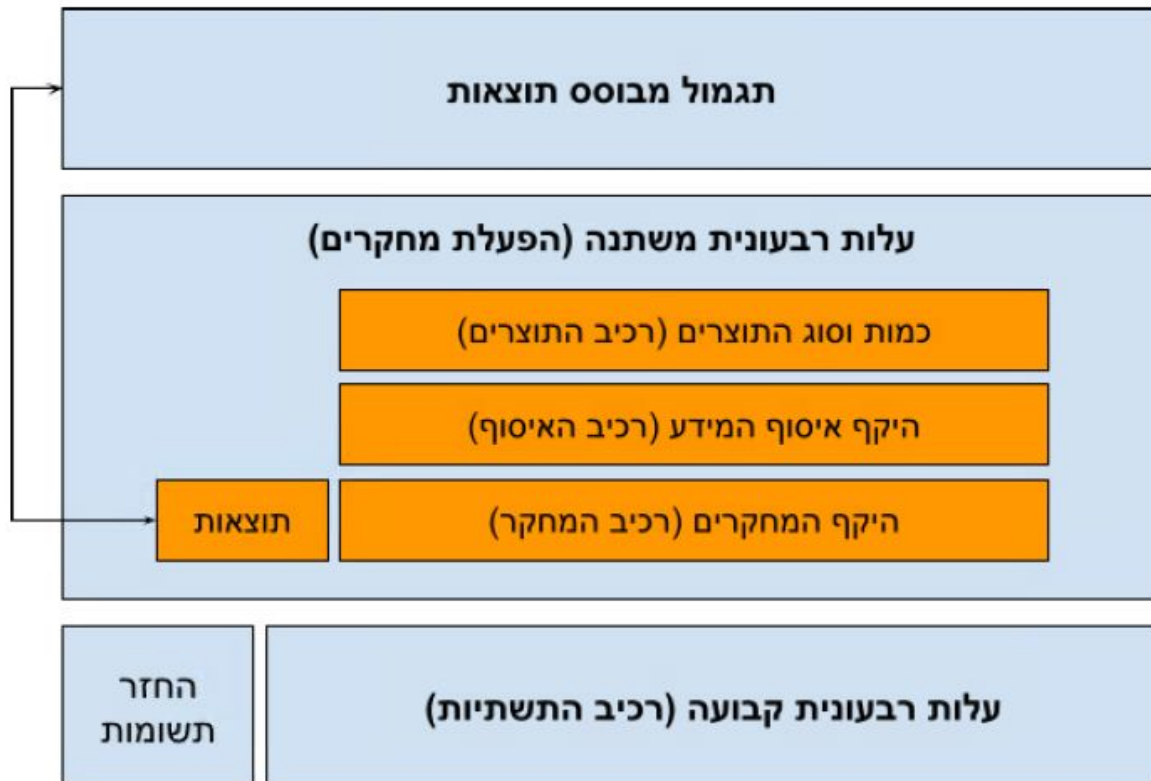 תגמול מבוסס תוצאות
עלות רבעונית משתנה (הפעלת מחקרים)
כמות וסוג התוצרים (רכיב התוצרים)
היקף איסוף המידע (רכיב האיסוף)
היקף המחקרים (רכיב המחקר)
תוצאות
עלות רבעונית קבועה (רכיב התשתיות)
החזר
תשומות